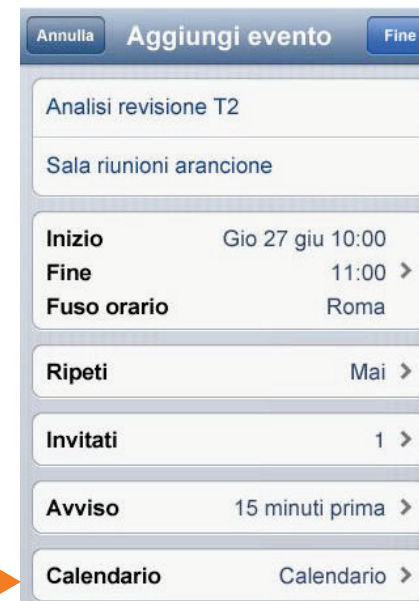 Annulla Aggiungi evento Fine
Analisi revisione T2
Sala riunioni arancione
Inizio Gio 27 giu 10:00
Fine 11:00
Fuso orario Roma
Ripeti Mai
Invitati 1
Avviso 15 minuti prima
Calendario Calendario